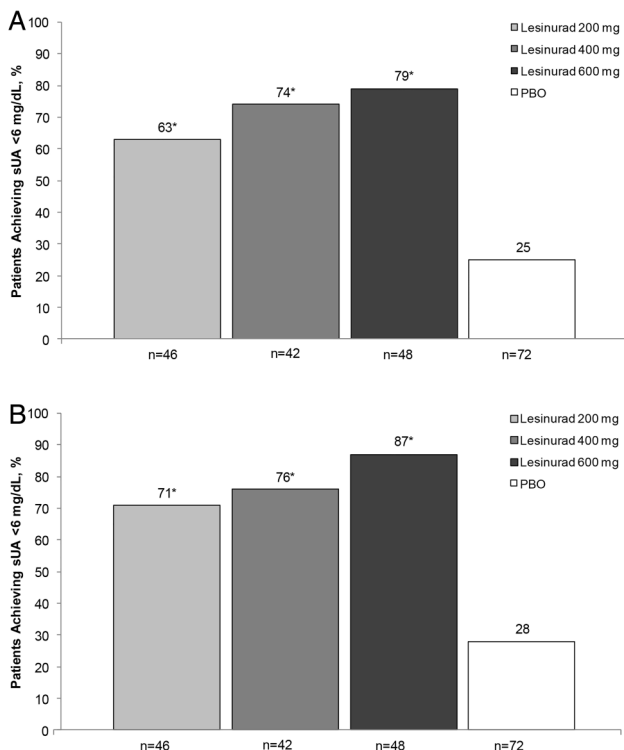 A
Patients Achieving sUA <6 mg/dL, %
100
90
80
70
60
50
40
30
20
10
0
63*
74*
79*
25
n=46
n=42
n=48
n=72
Lesinurad 200 mg
Lesinurad 400 mg
Lesinurad 600 mg
PBO
B
Patients Achieving sUA <6 mg/dL, %
100
90
80
70
60
50
40
30
20
10
0
71*
76*
87*
28
n=46
n=42
n=48
n=72
Lesinurad 200 mg
Lesinurad 400 mg
Lesinurad 600 mg
PBO